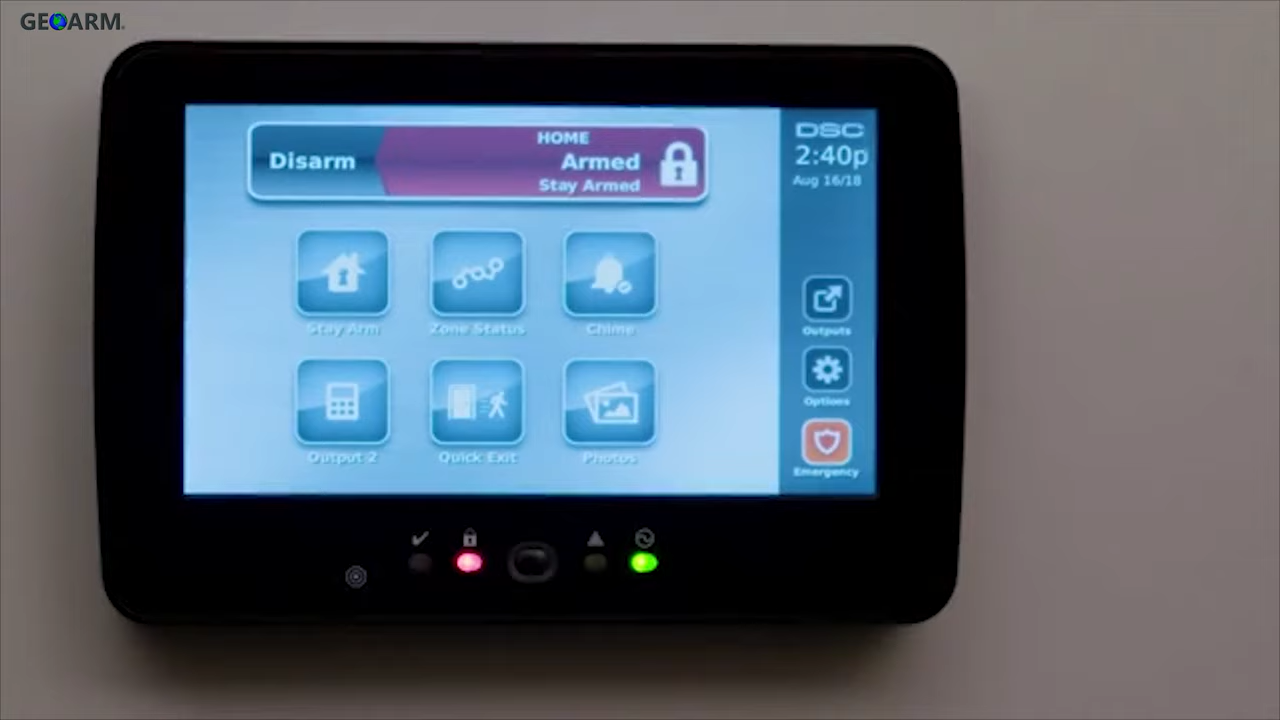 GEOARM
Disarm
HOME
Armed
Stay Armed
DSC
2:40p
Aug 16/18
Stay Arm
Zone Status
Chime
Outputs
Options
Output 2
Quick Exit
Photos
Emergency